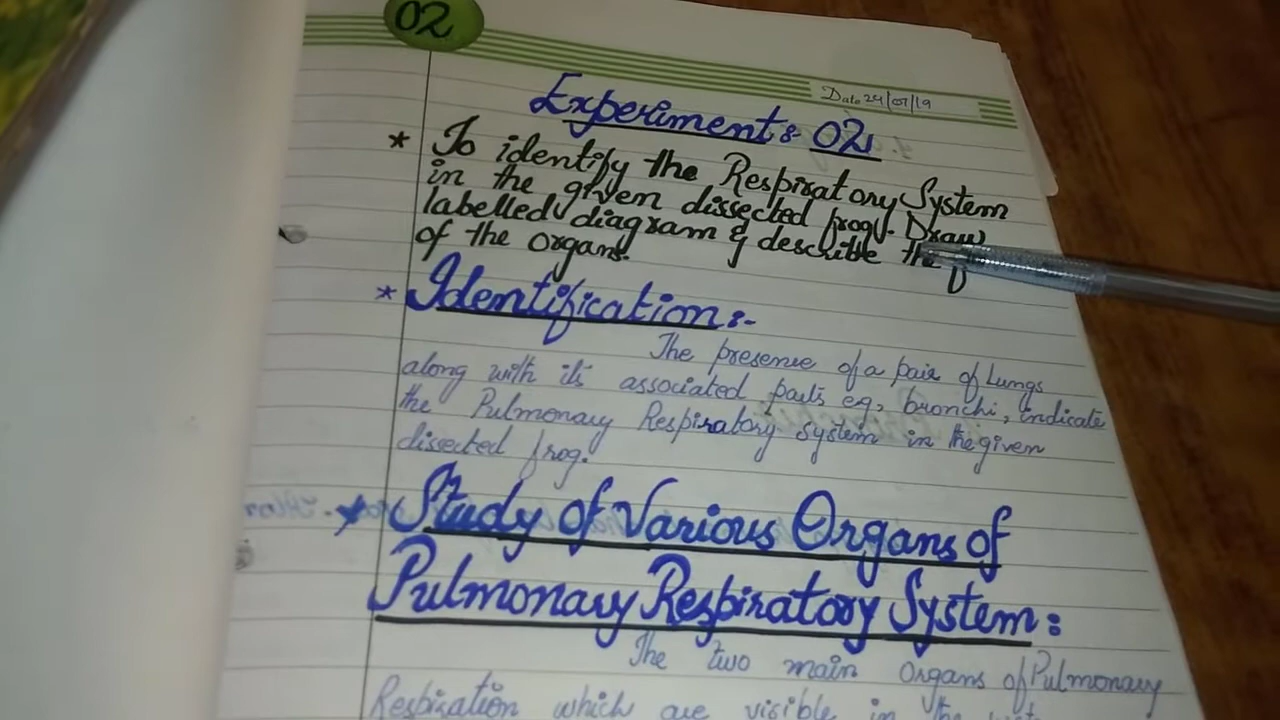 02
Date 24/07/19
Experiment: 02
* To identify the Respiratory System
in the given dissected frog. Draw
labelled diagram & describe the
of the organs.
* Identification:-
The presence of a pair of Lungs
along with its associated parts eg, bronchi, indicate
the Pulmonary Respiratory system in the given
dissected frog.
* Study of Various Organs of
Pulmonary Respiratory System:
The two main organs of Pulmonary
Respiration which are visible in the